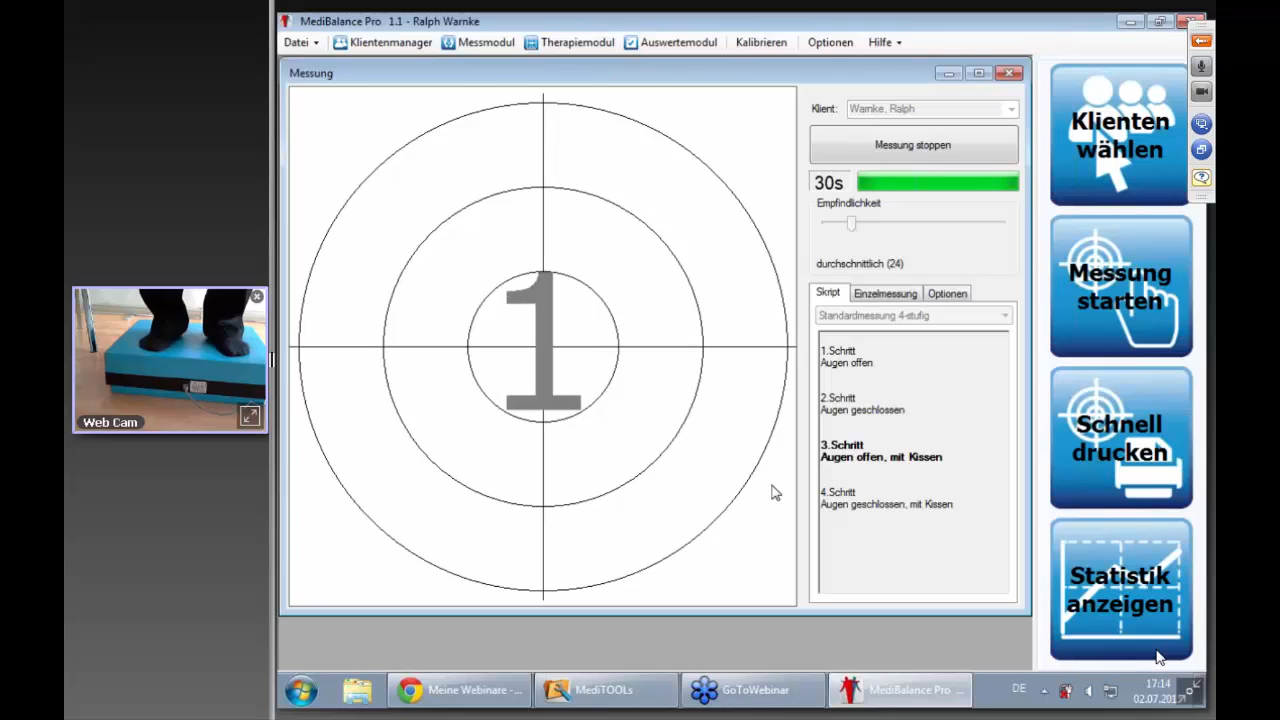 MediBalance Pro 1.1 - Ralph Warnke
Datei Klientenmanager Messmodul Therapiemodul Auswertemodul Kalibrieren Optionen Hilfe
Messung
1
Klient: Warnke, Ralph
Messung stoppen
30s
Empfindlichkeit
durchschnittlich (24)
Skript Einzelmessung Optionen
Standardmessung 4-stufig
1.Schritt
Augen offen
2.Schritt
Augen geschlossen
3.Schritt
Augen offen, mit Kissen
4.Schritt
Augen geschlossen, mit Kissen
Klienten
wählen
Messung
starten
Schnell
drucken
Statistik
anzeigen
Web Cam
Meine Webinare - ...
MediTOOLs
GoToWebinar
MediBalance Pro ...
DE
17:14